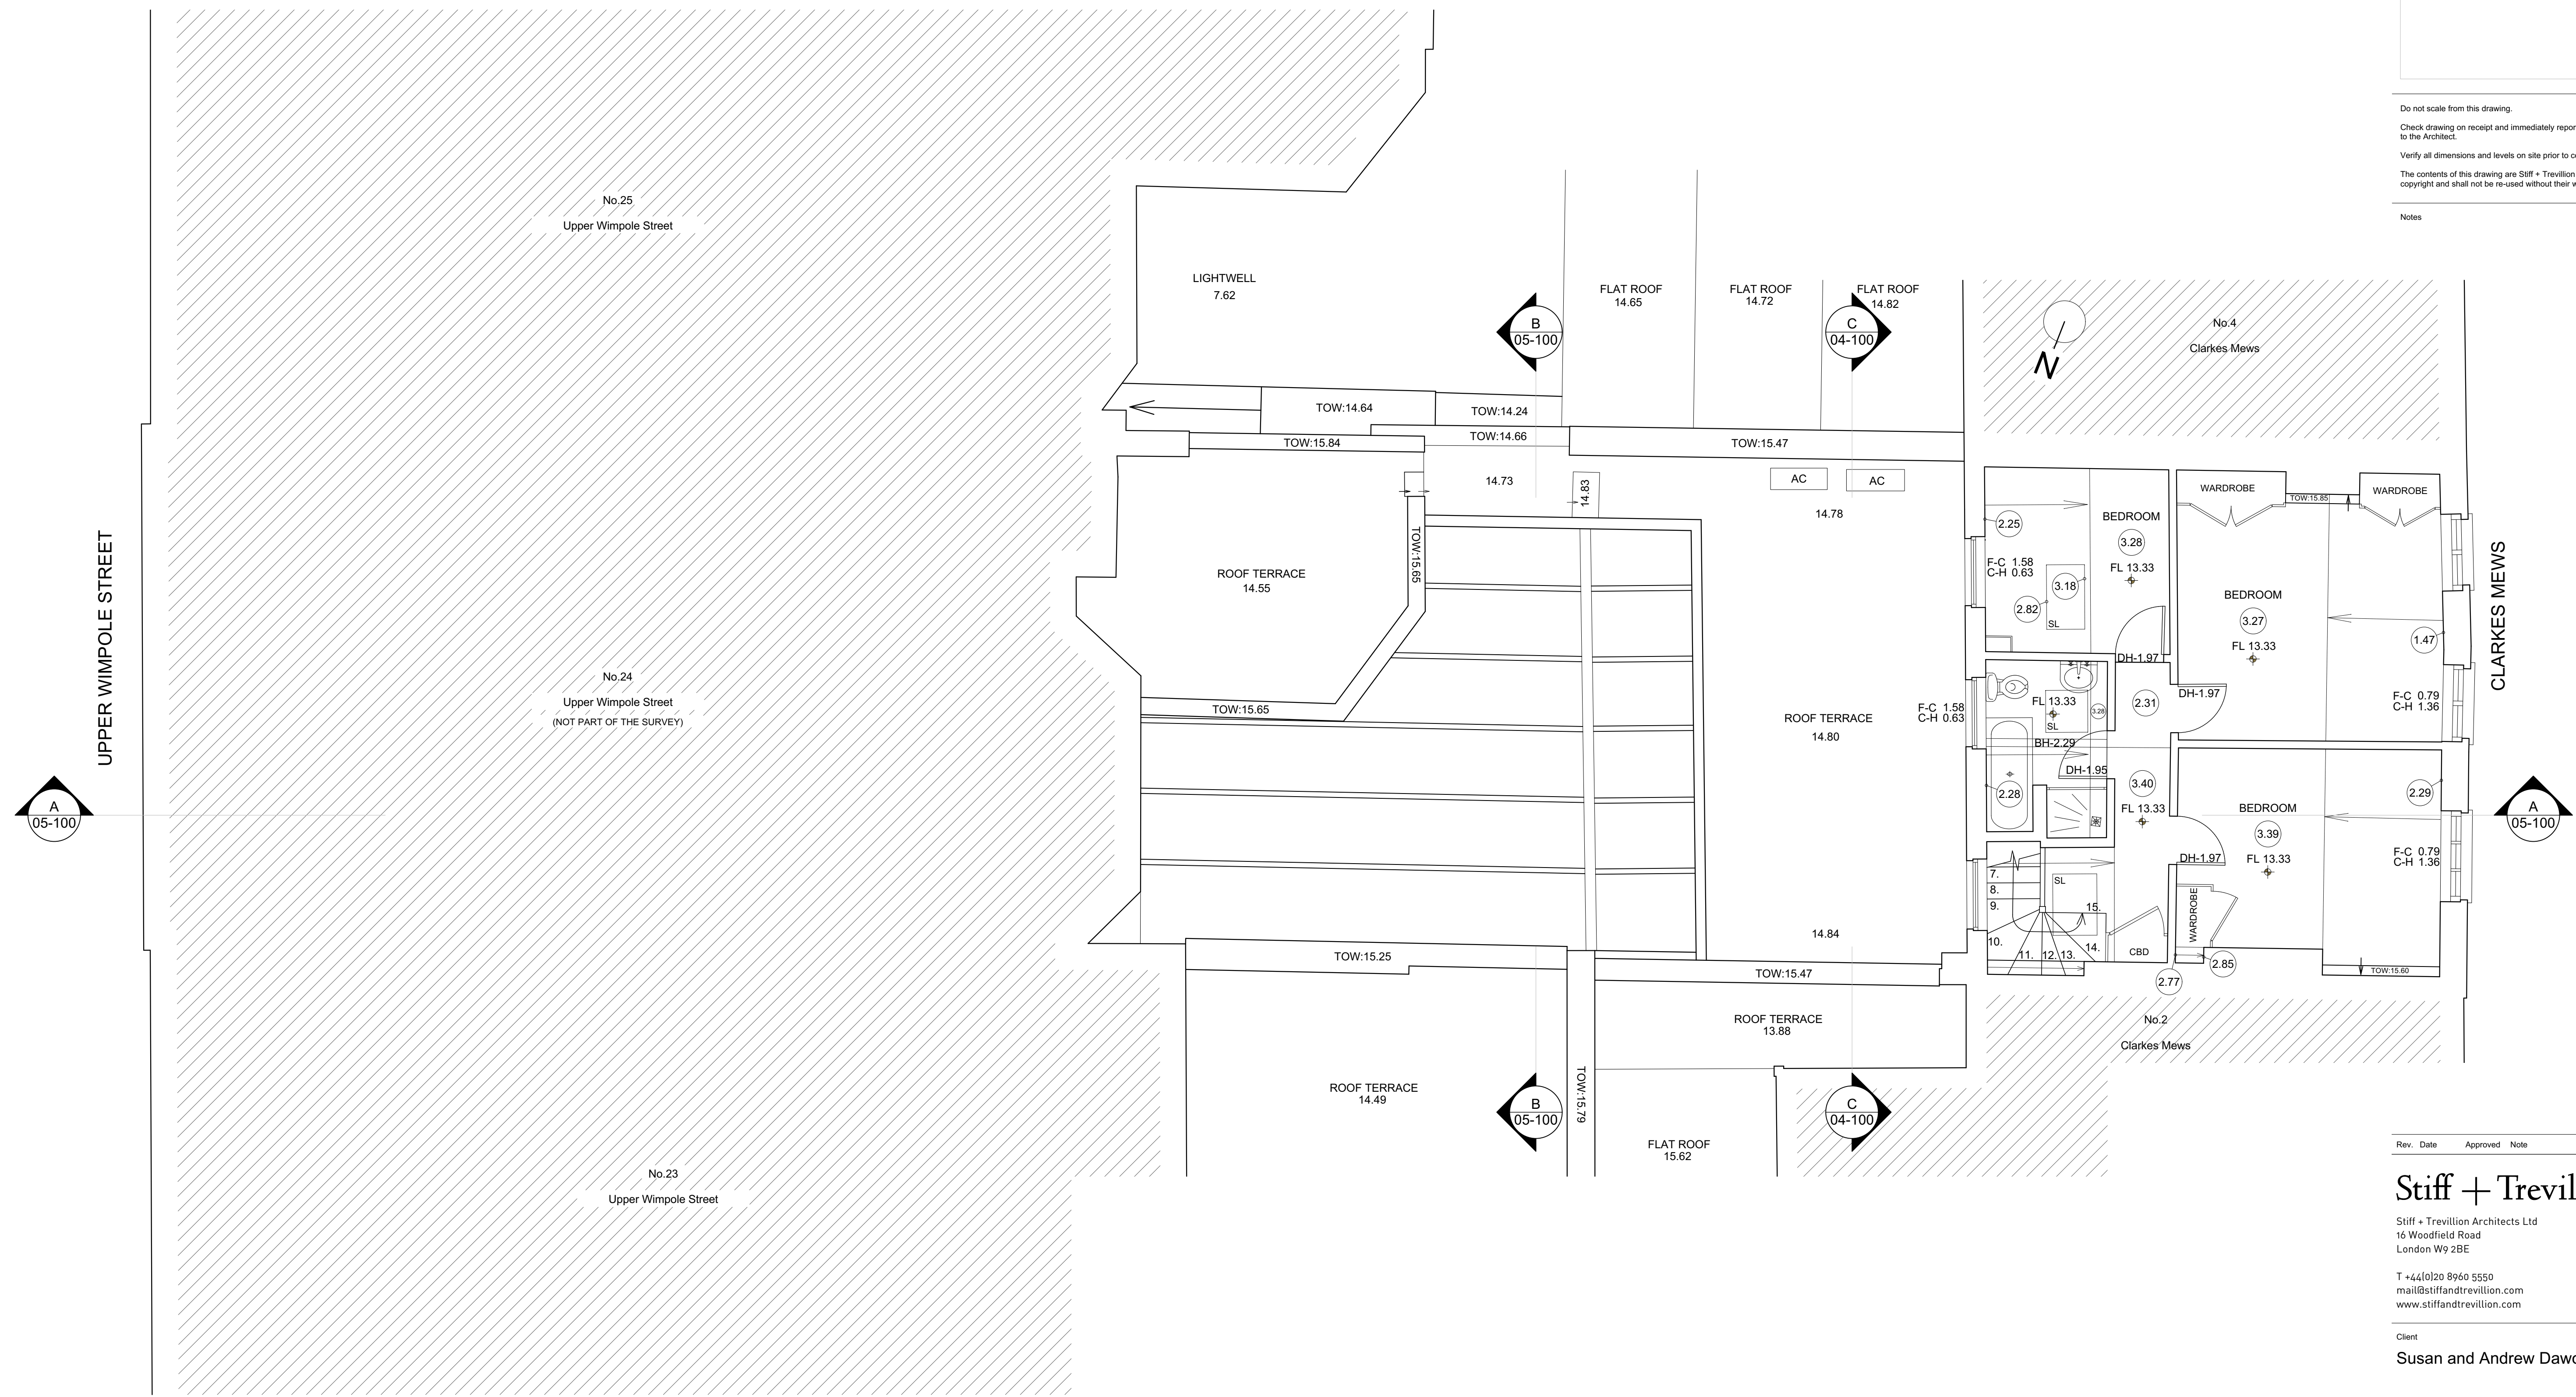 Do not scale from this drawing.
Check drawing on receipt and immediately
to the Architect.
Verify all dimensions and levels on site prior to
The contents of this drawing are Stiff + Trevillion
copyright and shall not be re-used without their
Notes
No.25
Upper Wimpole Street
LIGHTWELL
7.62
FLAT ROOF
14.65
FLAT ROOF
14.72
FLAT ROOF
14.82
B
05-100
C
04-100
N
No.4
Clarkes Mews
TOW:14.64
TOW:14.24
TOW:15.84
TOW:14.66
TOW:15.47
14.73
14.83
AC
AC
14.78
TOW:15.65
ROOF TERRACE
14.55
TOW:15.65
WARDROBE
TOW:15.85
WARDROBE
2.25
BEDROOM
3.28
FL 13.33
F-C 1.58
C-H 0.63
3.18
2.82
SL
DH-1.97
BEDROOM
3.27
FL 13.33
1.47
UPPER WIMPOLE STREET
CLARKES MEWS
No.24
Upper Wimpole Street
(NOT PART OF THE SURVEY)
ROOF TERRACE
14.80
F-C 1.58
C-H 0.63
FL 13.33
3.28
SL
BH-2.29
DH-1.95
2.28
2.31
DH-1.97
F-C 0.79
C-H 1.36
3.40
FL 13.33
BEDROOM
3.39
FL 13.33
2.29
F-C 0.79
C-H 1.36
DH-1.97
WARDROBE
A
05-100
A
05-100
SL
7.
8.
9.
10.
11.
12.
13.
14.
15.
CBD
2.77
2.85
TOW:15.60
14.84
TOW:15.25
TOW:15.47
ROOF TERRACE
13.88
No.2
Clarkes Mews
ROOF TERRACE
14.49
TOW:15.79
B
05-100
C
04-100
FLAT ROOF
15.62
No.23
Upper Wimpole Street
Rev. Date Approved Note
Stiff +
Stiff + Trevillion Architects Ltd
16 Woodfield Road
London W9 2BE
T +44(0)20 8960 5550
mail@stiffandtrevillion.com
www.stiffandtrevillion.com
Client
Susan and Andrew